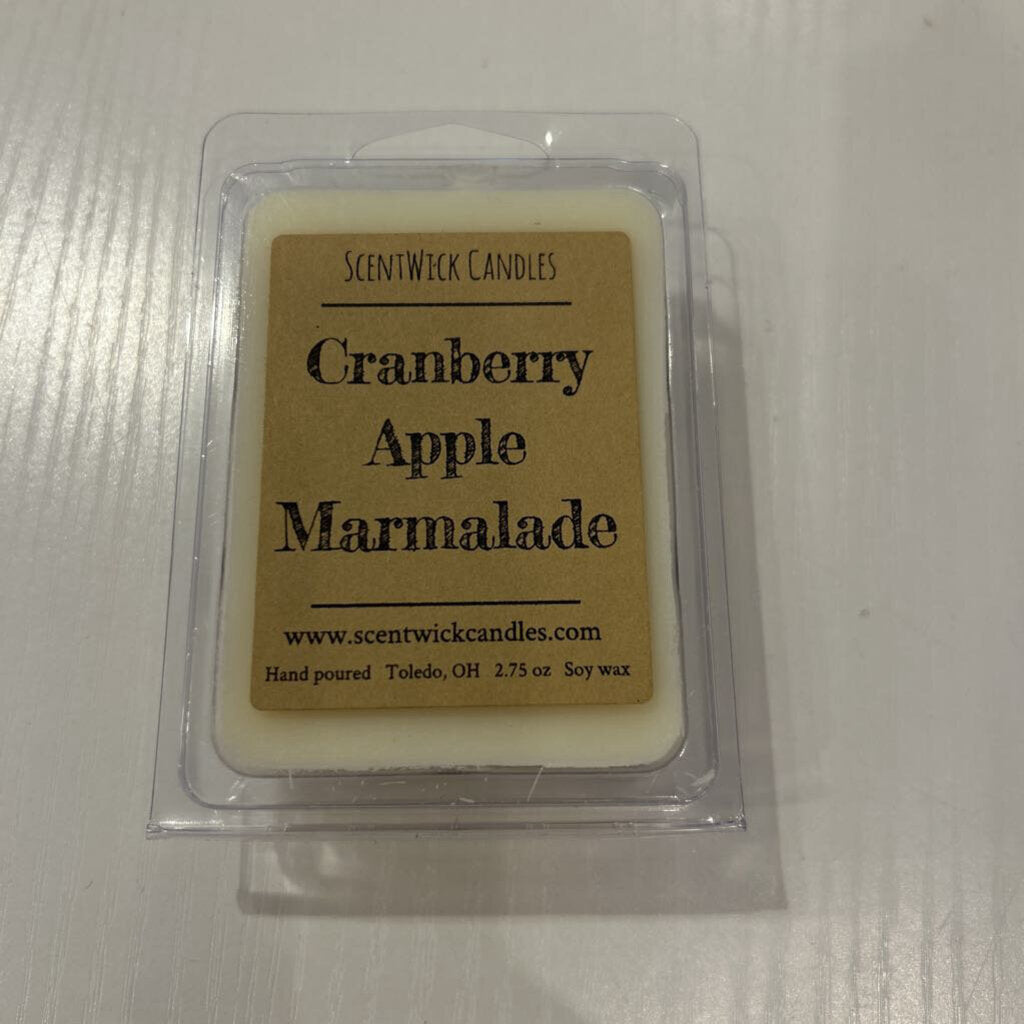 ScentWick Candles
Cranberry
Apple
Marmalade
www.scentwickcandles.com
Hand poured Toledo, OH 2.75 oz Soy wax